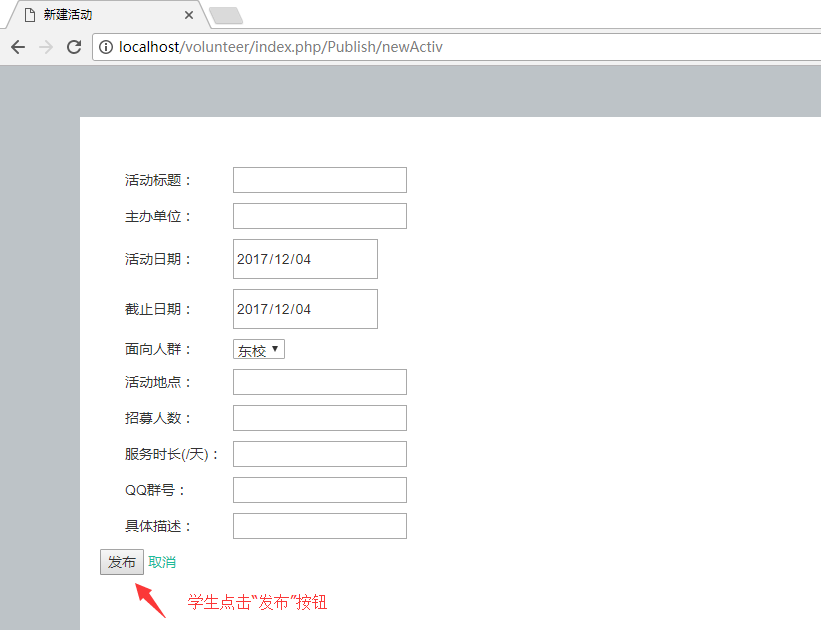 新建活动
localhost/volunteer/index.php/Publish/newActiv
活动标题：
主办单位：
活动日期： 2017/12/04
截止日期： 2017/12/04
面向人群： 东校
活动地点：
招募人数：
服务时长(/天)：
QQ群号：
具体描述：
发布 取消
学生点击“发布”按钮